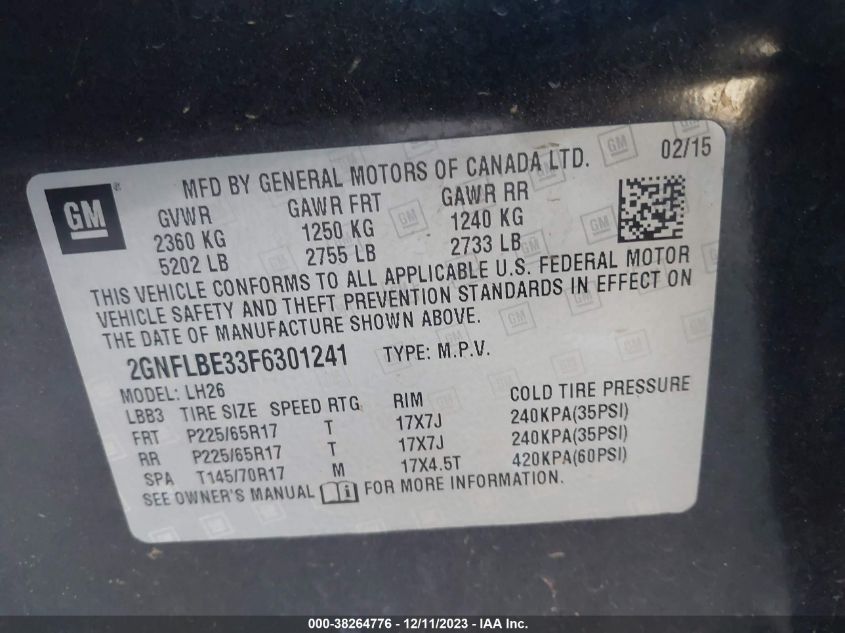 MFD BY GENERAL MOTORS OF CANADA LTD. 02/15
GM®
GVWR GAWR FRT GAWR RR
2360 KG 1250 KG 1240 KG
5202 LB 2755 LB 2733 LB
THIS VEHICLE CONFORMS TO ALL APPLICABLE U.S. FEDERAL MOTOR
VEHICLE SAFETY AND THEFT PREVENTION STANDARDS IN EFFECT ON
THE DATE OF MANUFACTURE SHOWN ABOVE.
2GNFLBE33F6301241 TYPE: M.P.V.
MODEL: LH26
LBB3 TIRE SIZE SPEED RTG RIM COLD TIRE PRESSURE
FRT P225/65R17 T 17X7J 240KPA(35PSI)
RR P225/65R17 T 17X7J 240KPA(35PSI)
SPA T145/70R17 M 17X4.5T 420KPA(60PSI)
SEE OWNER'S MANUAL i FOR MORE INFORMATION.
000-38264776 - 12/11/2023 - IAA Inc.